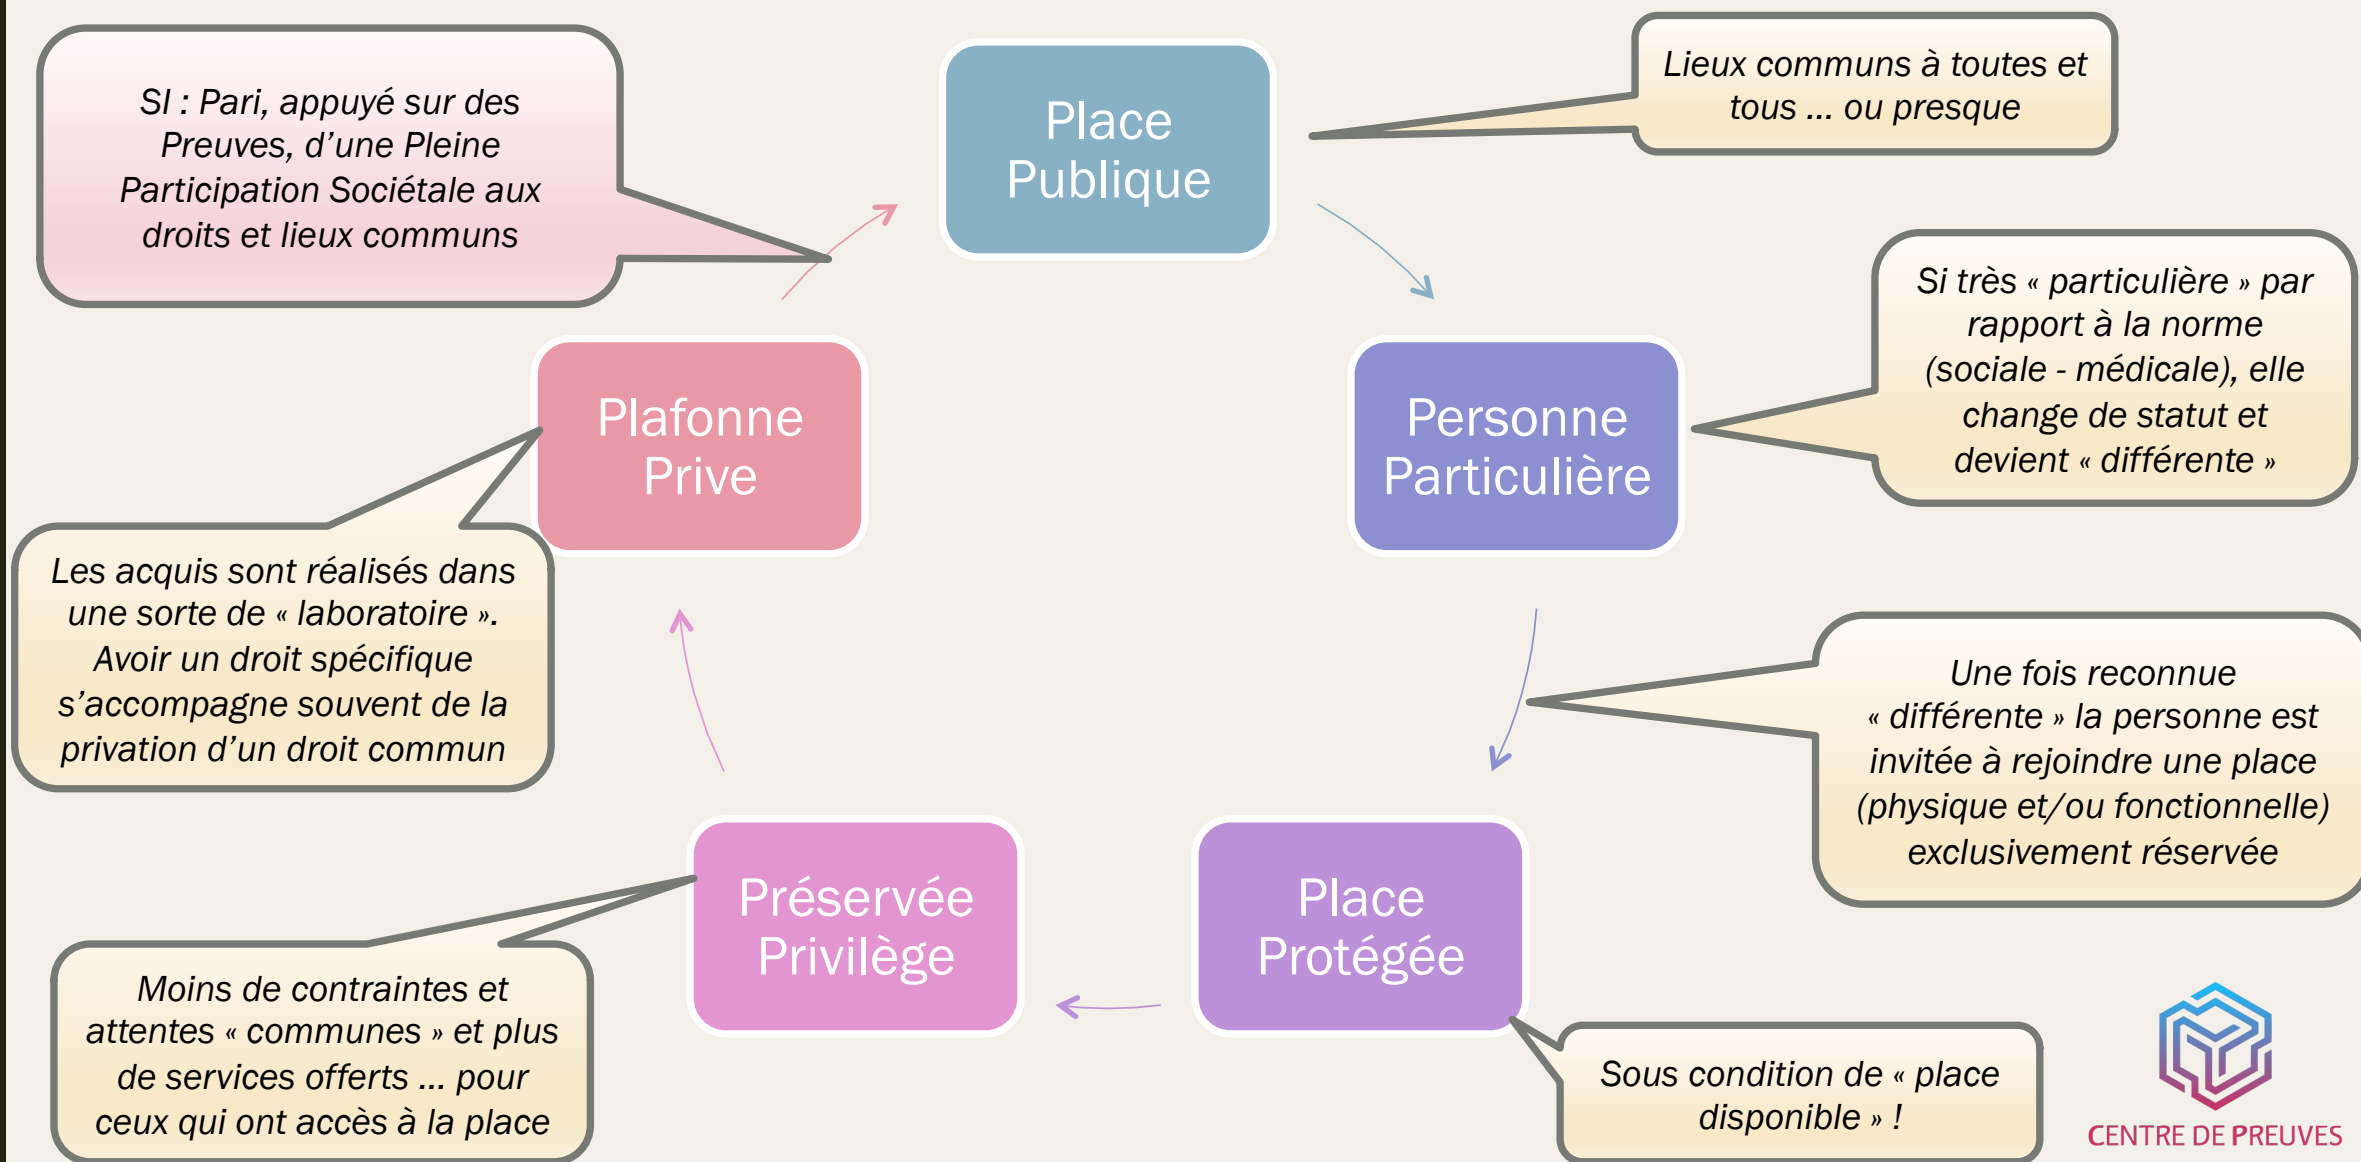 SI : Pari, appuyé sur des
Preuves, d’une Pleine
Participation Sociétale aux
droits et lieux communs
Place
Publique
Lieux communs à toutes et
tous ... ou presque
Plafonne
Prive
Personne
Particulière
Si très « particulière » par
rapport à la norme
(sociale - médicale), elle
change de statut et
devient « différente »
Les acquis sont réalisés dans
une sorte de « laboratoire ».
Avoir un droit spécifique
s’accompagne souvent de la
privation d’un droit commun
Une fois reconnue
« différente » la personne est
invitée à rejoindre une place
(physique et/ou fonctionnelle)
exclusivement réservée
Préservée
Privilège
Place
Protégée
Moins de contraintes et
attentes « communes » et plus
de services offerts ... pour
ceux qui ont accès à la place
Sous condition de « place
disponible » !
CENTRE DE PREUVES